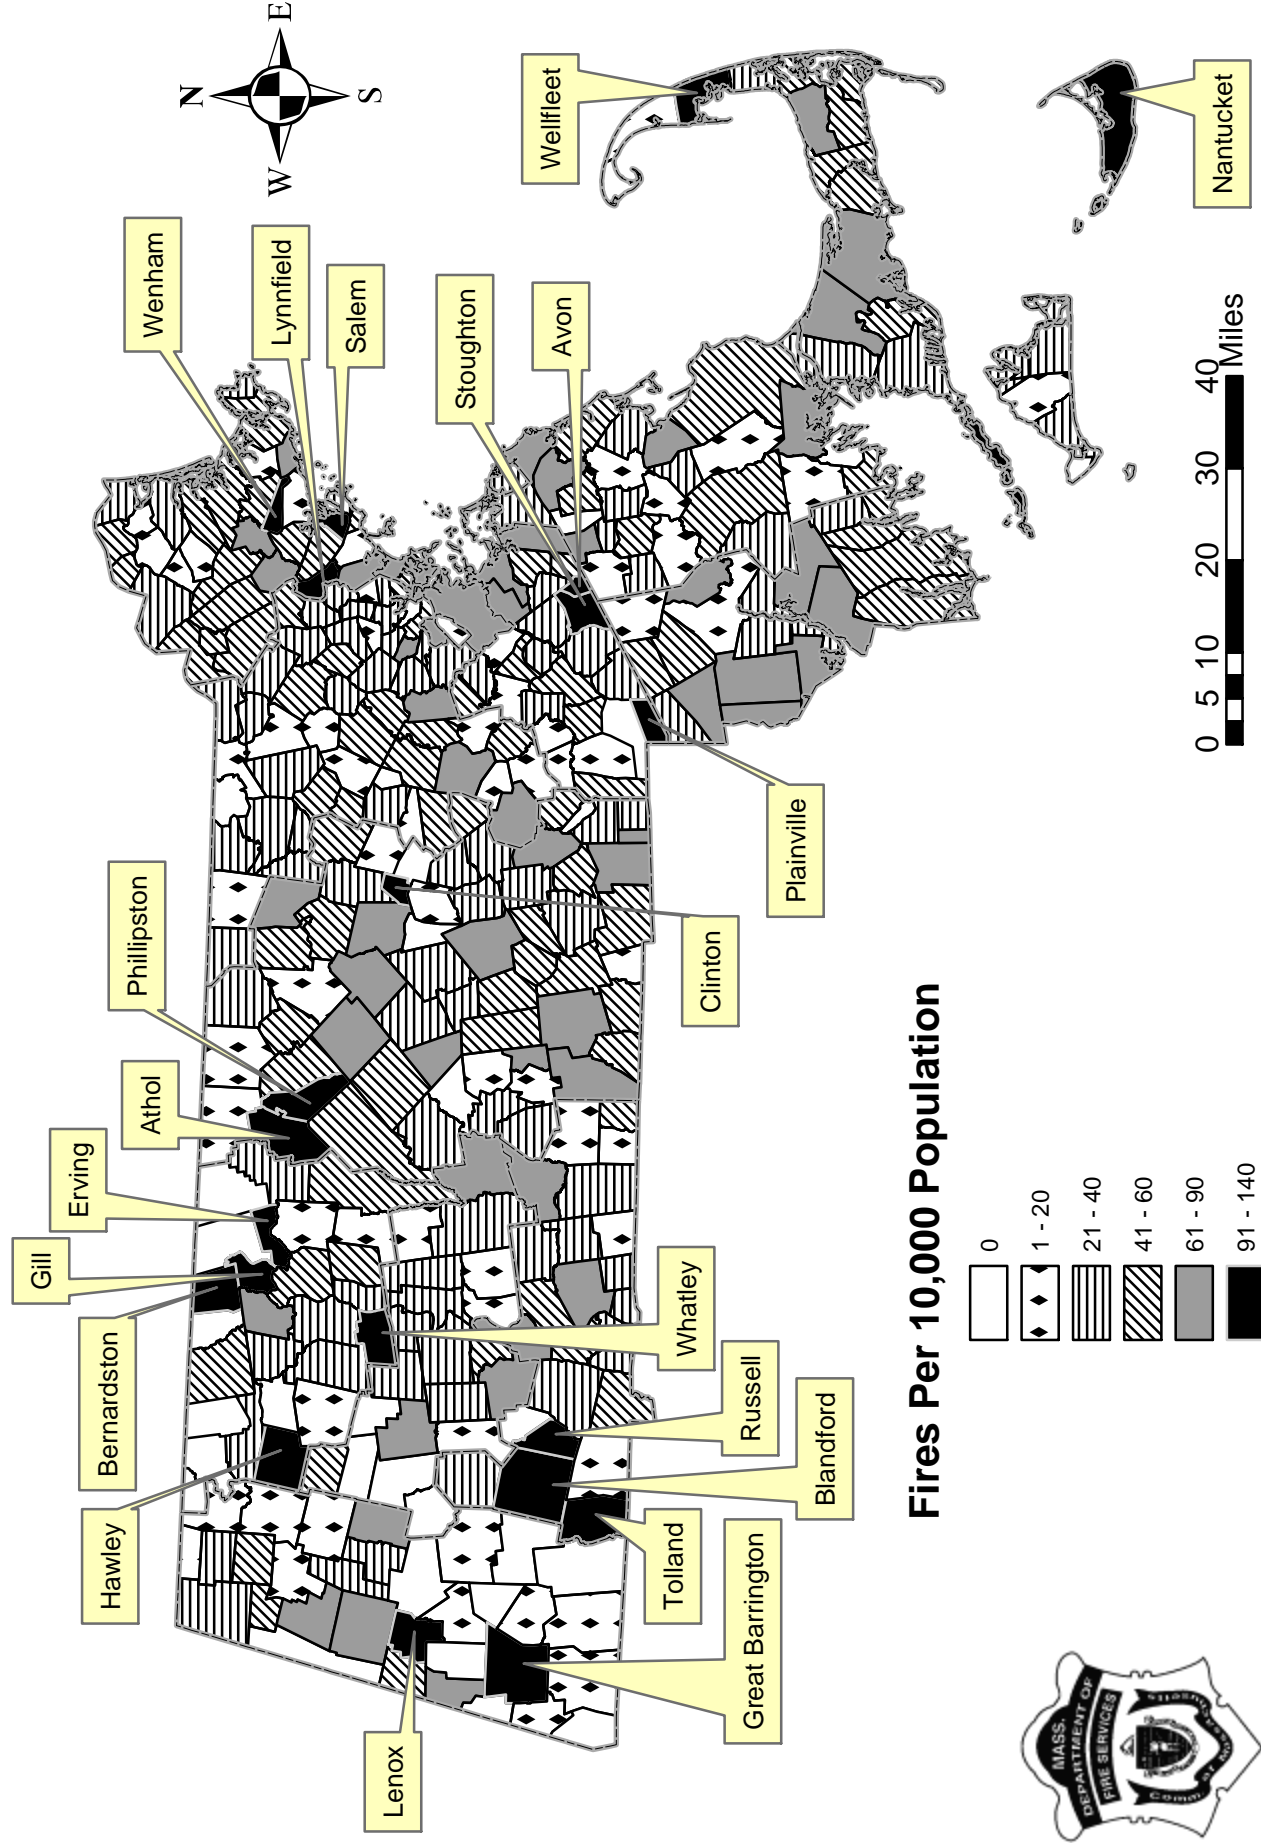 N
W
E
S
Wenham
Lynnfield
Salem
Stoughton
Avon
Wellfleet
Nantucket
Phillipston
Athol
Erving
Gill
Bernardston
Hawley
Lenox
Great Barrington
Tolland
Blandford
Russell
Whatley
Clinton
Plainville
0 5 10 20 30 40
Miles
Fires Per 10,000 Population
0
1 - 20
21 - 40
41 - 60
61 - 90
91 - 140
MASS.
DEPARTMENT OF
FIRE SERVICES